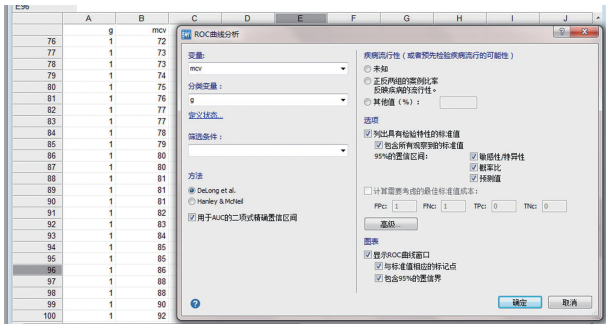 E96
A B C D E F G H I J
g mcv
76 1 72
77 1 73
78 1 73
79 1 74
80 1 75
81 1 76
82 1 77
83 1 77
84 1 78
85 1 79
86 1 80
87 1 80
88 1 81
89 1 81
90 1 81
91 1 82
92 1 83
93 1 84
94 1 85
95 1 85
96 1 86
97 1 88
98 1 88
99 1 90
100 1 92
ROC曲线分析
变量:
mcv
分类变量：
g
定义状态...
筛选条件：
方法
DeLong et al.
Hanley & McNeil
用于AUC的二项式精确置信区间
疾病流行性（或者预先检验疾病流行的可能性）
未知
正反两组的案例比率
反映疾病的流行性。
其他值（%）：
选项
列出具有检验特性的标准值
包含所有观察到的标准值
95%的置信区间： 敏感性/特异性
概率比
预测值
计算需要考虑的最佳标准值成本：
FPc: 1 FNc: 1 TPc: 0 TNc: 0
高级...
图表
显示ROC曲线窗口
与标准值相应的标记点
包含95%的置信界
确定 取消